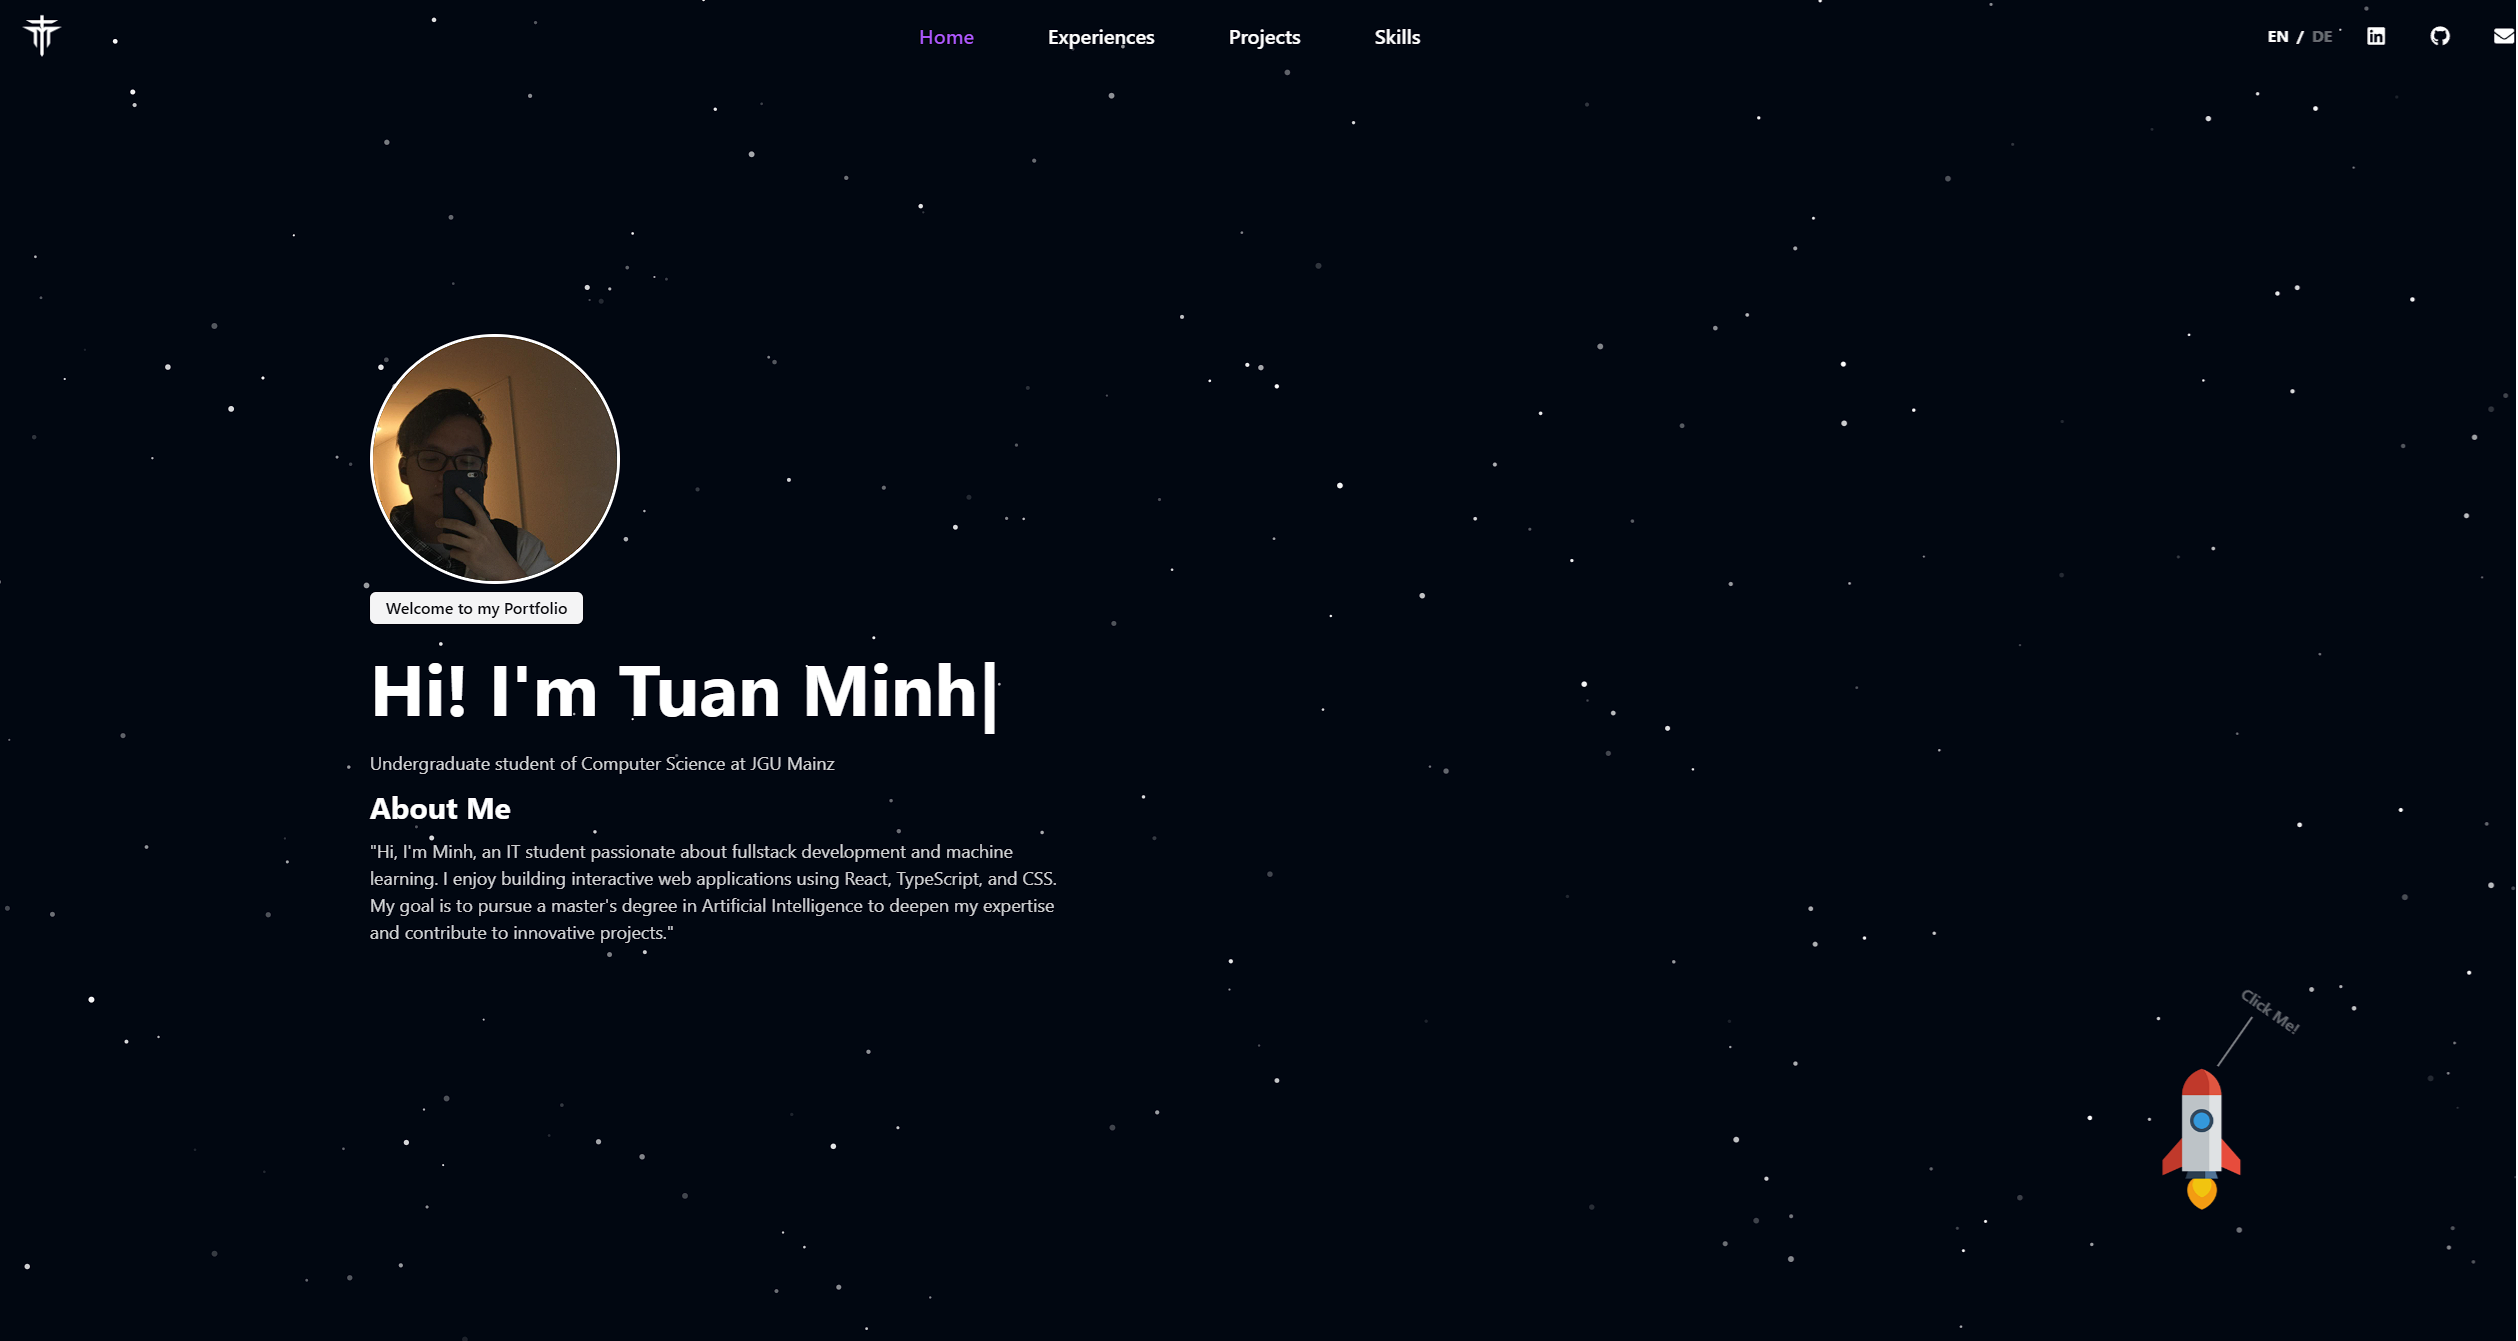 Home Experiences Projects Skills EN / DE
Welcome to my Portfolio
Hi! I'm Tuan Minh|
Undergraduate student of Computer Science at JGU Mainz
About Me
"Hi, I'm Minh, an IT student passionate about fullstack development and machine
learning. I enjoy building interactive web applications using React, TypeScript, and CSS.
My goal is to pursue a master's degree in Artificial Intelligence to deepen my expertise
and contribute to innovative projects."
Click Me!